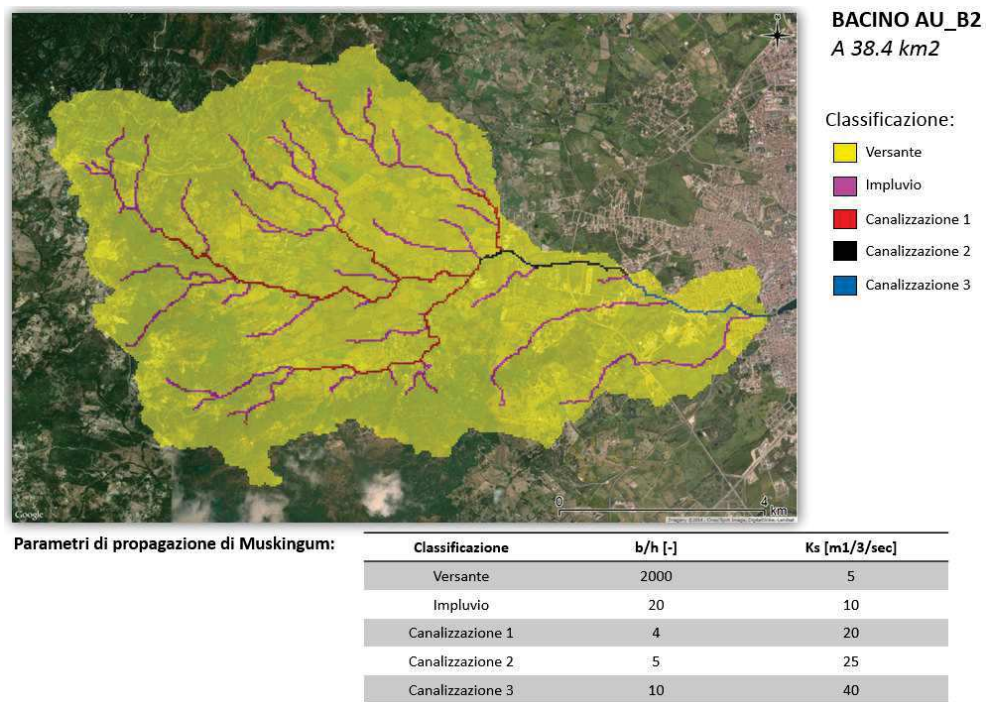 BACINO AU_B2
A 38.4 km2
Classificazione:
Versante
Impluvio
Canalizzazione 1
Canalizzazione 2
Canalizzazione 3
0 4
km
Google
Parametri di propagazione di Muskingum:
Classificazione b/h [-] Ks [m1/3/sec]
Versante 2000 5
Impluvio 20 10
Canalizzazione 1 4 20
Canalizzazione 2 5 25
Canalizzazione 3 10 40